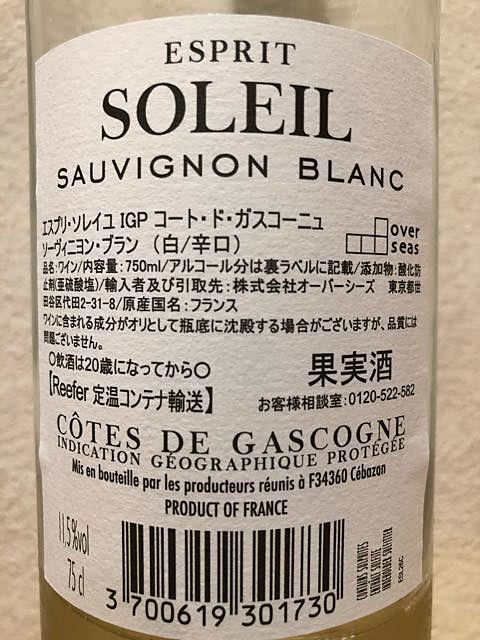 ESPRIT
SOLEIL
SAUVIGNON BLANC
エスプリ・ソレイユ IGP コート・ド・ガスコーニュ
ソーヴィニヨン・ブラン （白/辛口）
over
seas
品名:ワイン/内容量:750ml/アルコール分は裏ラベルに記載/添加物:酸化防
止剤(亜硫酸塩)/輸入者及び引取先:株式会社オーバーシーズ 東京都世
田谷区代田2-31-8/原産国名:フランス
ワインに含まれる成分がオリとして瓶底に沈殿する場合がございますが、品質には
問題ございません。
〇飲酒は20歳になってから〇
【Reefer 定温コンテナ輸送】
果実酒
お客様相談室:0120-522-582
CÔTES DE GASCOGNE
INDICATION GÉOGRAPHIQUE PROTÉGÉE
Mis en bouteille par les producteurs réunis à F34360 Cébazan
PRODUCT OF FRANCE
11,5%vol
75 cl
3 700619 301730
CONTAINS SULPHITES